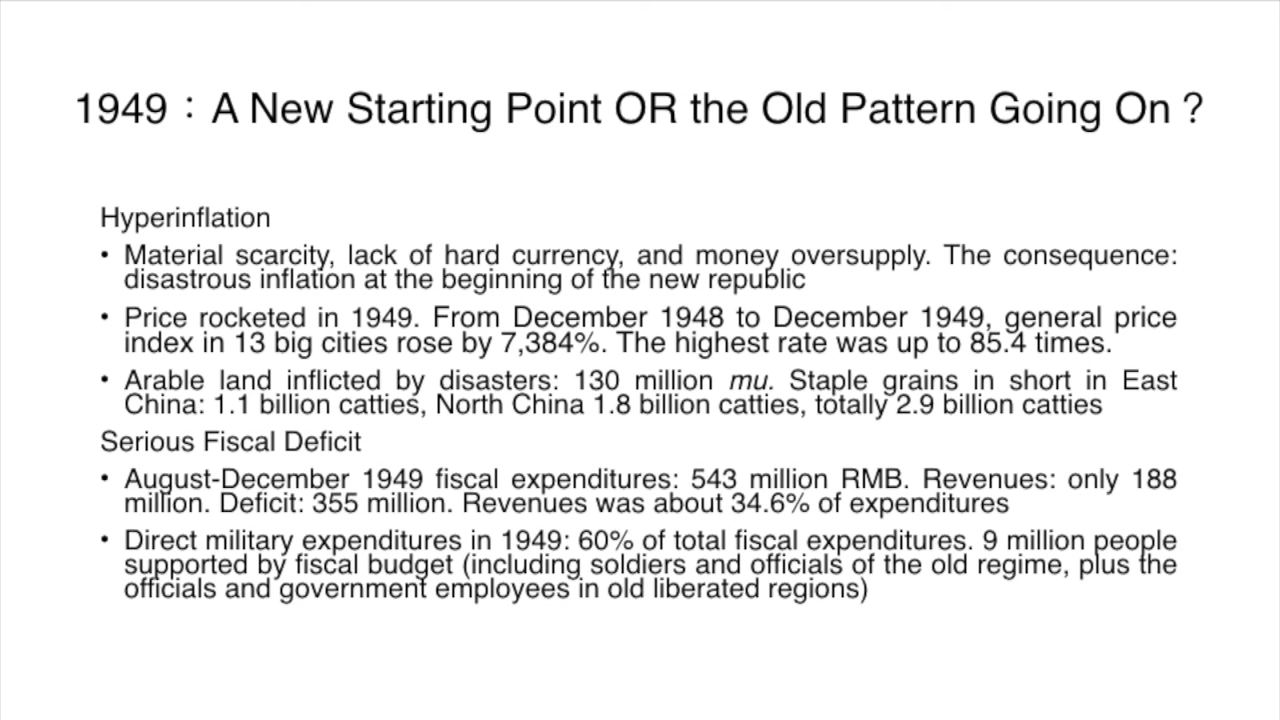 1949：A New Starting Point OR the Old Pattern Going On？
Hyperinflation
• Material scarcity, lack of hard currency, and money oversupply. The consequence:
disastrous inflation at the beginning of the new republic
• Price rocketed in 1949. From December 1948 to December 1949, general price
index in 13 big cities rose by 7,384%. The highest rate was up to 85.4 times.
• Arable land inflicted by disasters: 130 million mu. Staple grains in short in East
China: 1.1 billion catties, North China 1.8 billion catties, totally 2.9 billion catties
Serious Fiscal Deficit
• August-December 1949 fiscal expenditures: 543 million RMB. Revenues: only 188
million. Deficit: 355 million. Revenues was about 34.6% of expenditures
• Direct military expenditures in 1949: 60% of total fiscal expenditures. 9 million people
supported by fiscal budget (including soldiers and officials of the old regime, plus the
officials and government employees in old liberated regions)